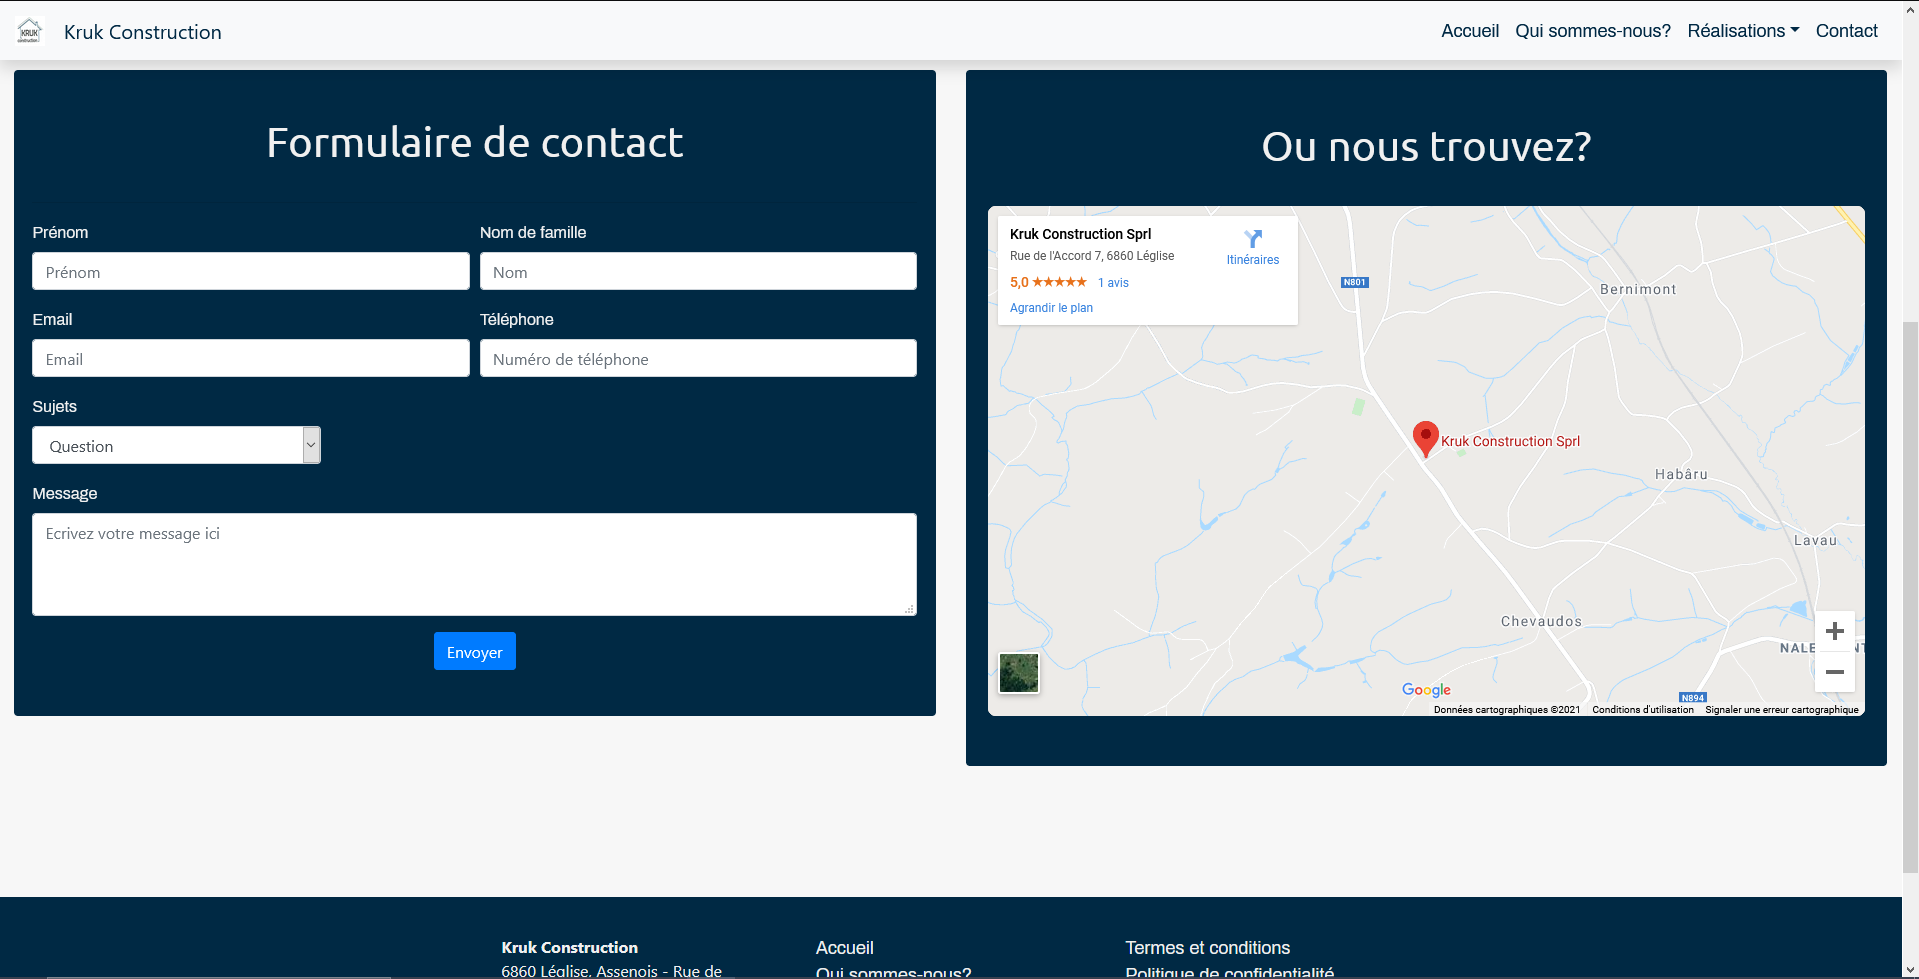 KRUK
Kruk Construction
Accueil
Qui sommes-nous?
Réalisations
Contact
Formulaire de contact
Prénom
Nom de famille
Prénom
Nom
Email
Téléphone
Email
Numéro de téléphone
Sujets
Question
Message
Ecrivez votre message ici
Envoyer
Ou nous trouvez?
Kruk Construction Sprl
Rue de l'Accord 7, 6860 Léglise
Itinéraires
5,0
1 avis
Agrandir le plan
N801
Bernimont
Kruk Construction Sprl
Habâru
Lavau
Chevaudos
Google
N894
Données cartographiques ©2021
Conditions d'utilisation
Signaler une erreur cartographique
Kruk Construction
6860 Léglise, Assenois - Rue de
Accueil
Qui sommes-nous?
Termes et conditions
Politique de confidentialité